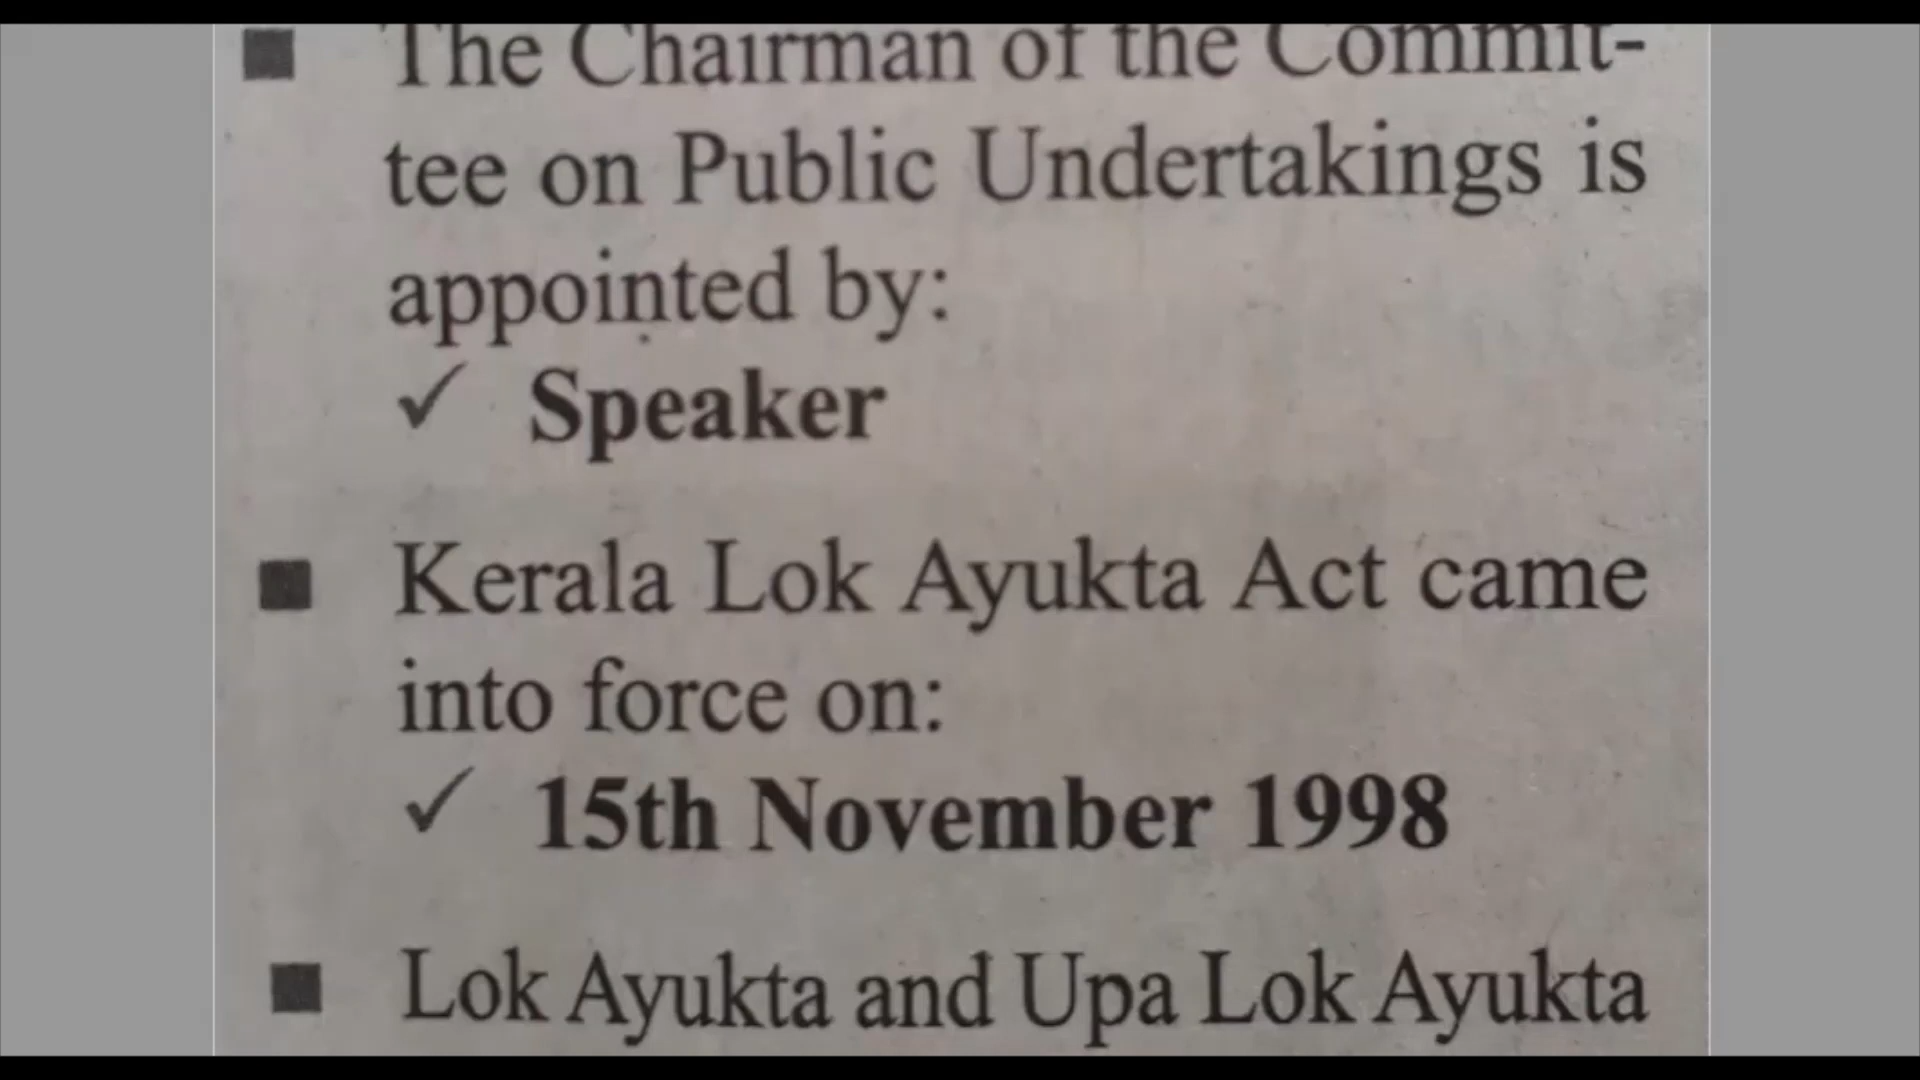 ■ The Chairman of the Commit-
tee on Public Undertakings is
appointed by:
✓ Speaker
■ Kerala Lok Ayukta Act came
into force on:
✓ 15th November 1998
■ Lok Ayukta and Upa Lok Ayukta